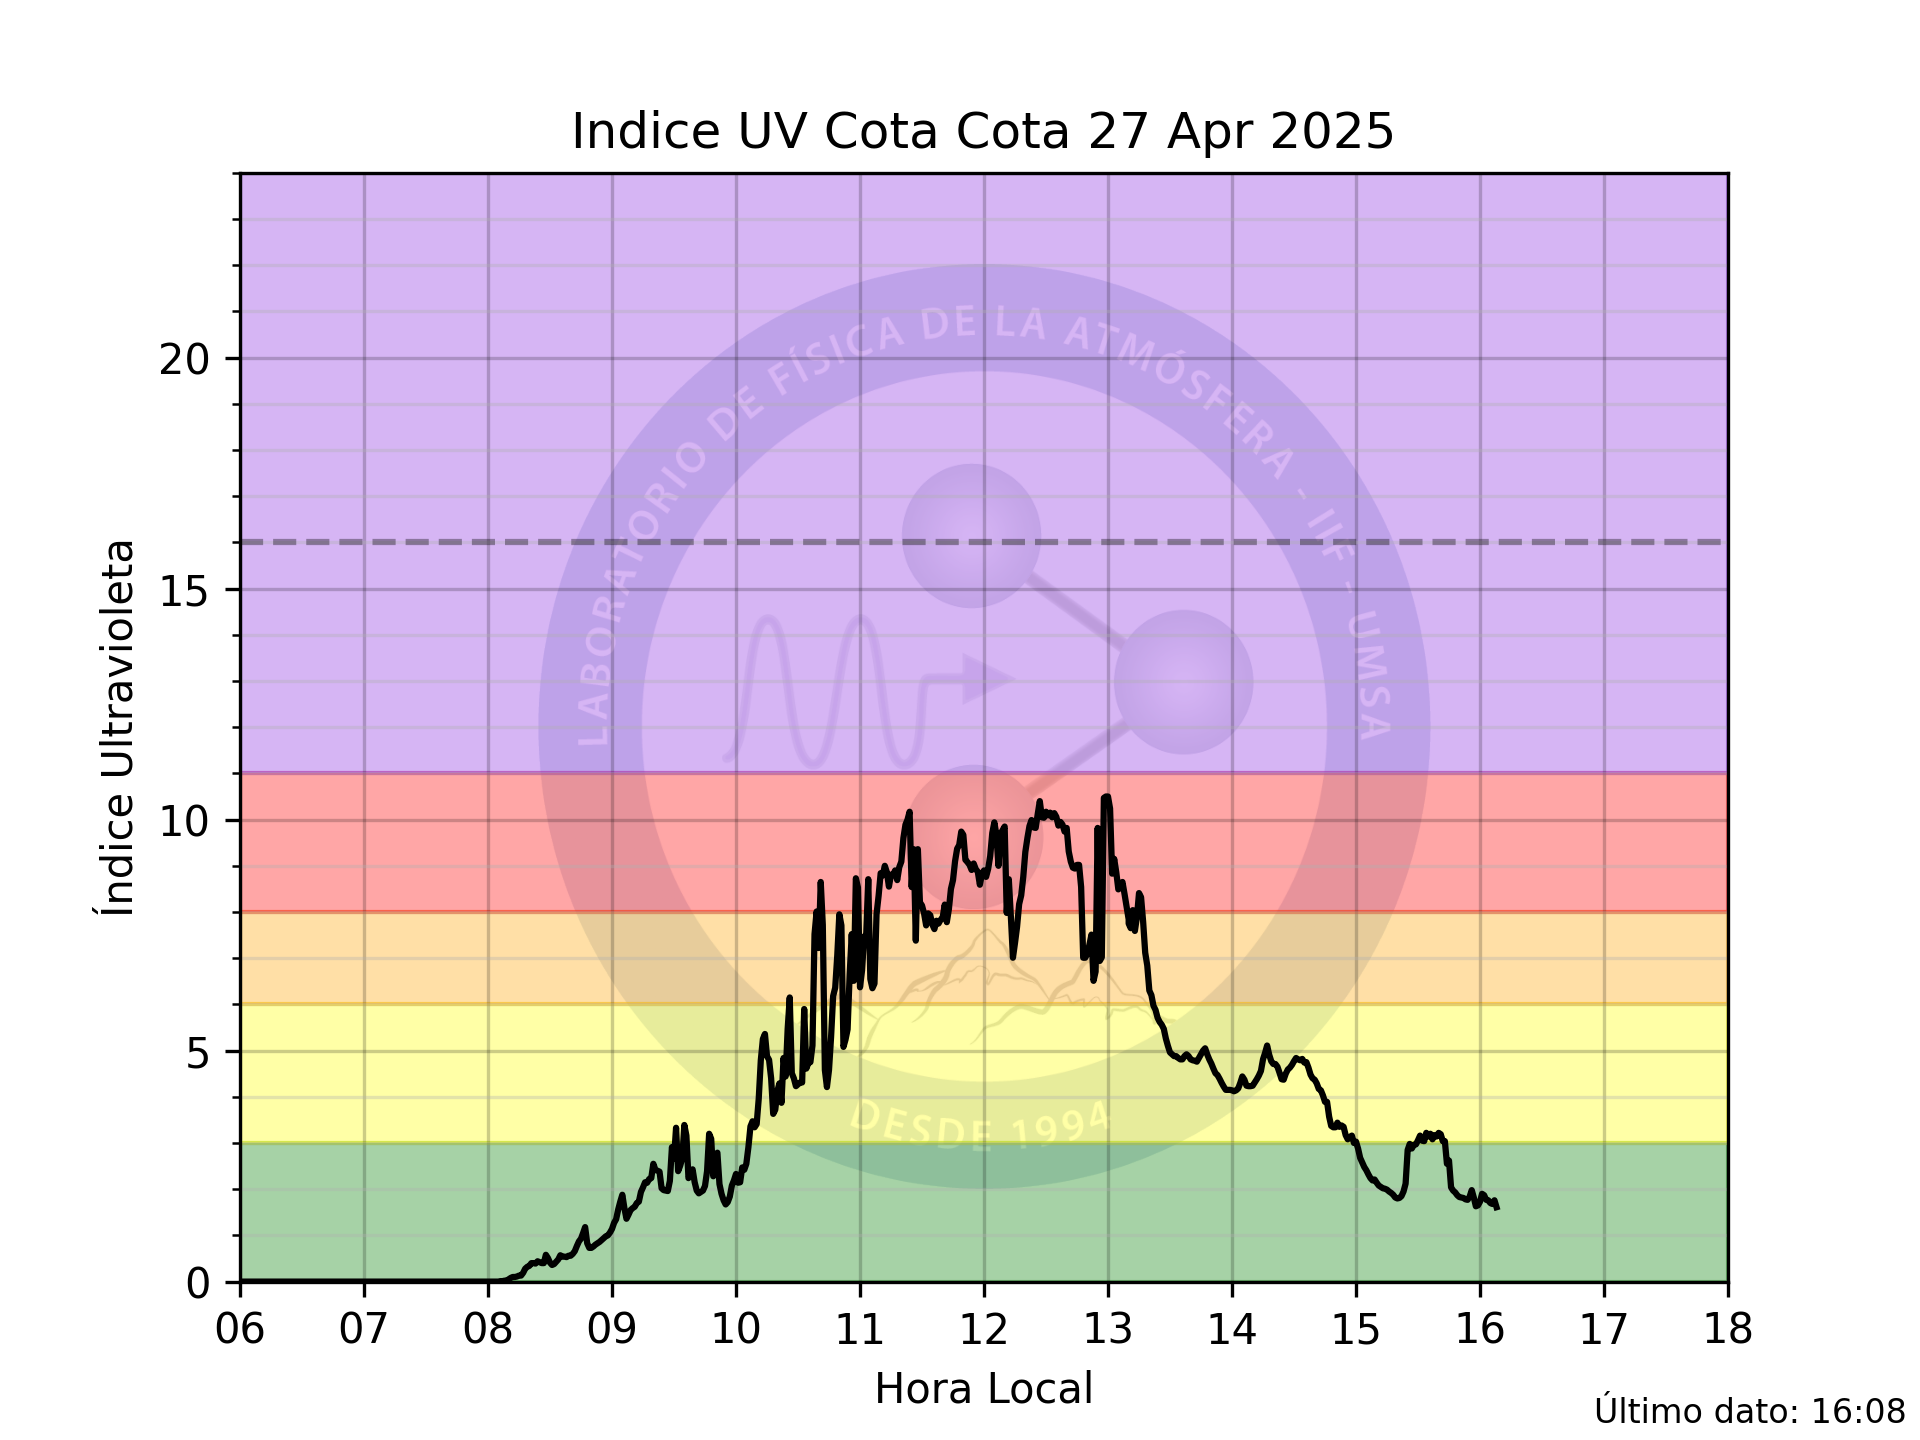 Indice UV Cota Cota 27 Apr 2025
LABORATORIO DE FÍSICA DE LA ATMÓSFERA - IIF - UMSA
20
15
10
5
0
Índice Ultravioleta
DESDE 1994
06 07 08 09 10 11 12 13 14 15 16 17 18
Hora Local
Último dato: 16:08